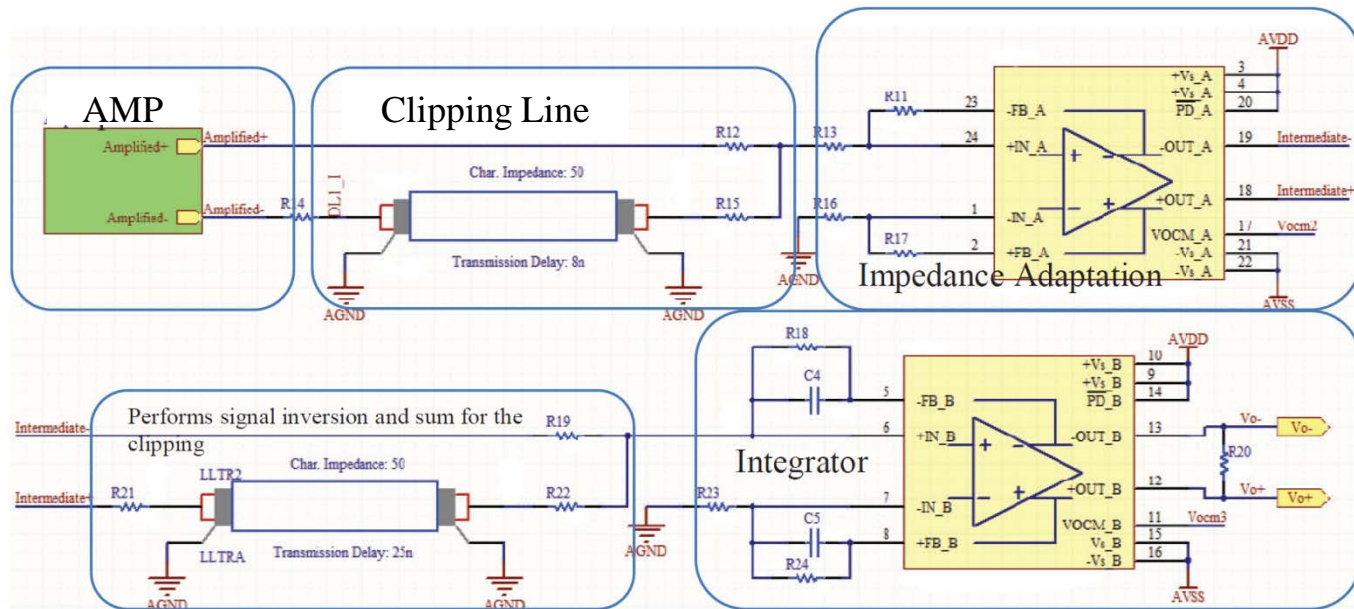 AMP
Amplified+
Amplified+
Amplified-
Amplified-
R14
DL1_I
Clipping Line
Char. Impedance: 50
Transmission Delay: 8n
R12
R15
AGND
AGND
R13
R16
AGND
R11
R17
23
24
1
2
-FB_A
+IN_A
-IN_A
+FB_A
+Vs_A
+Vs_A
PD_A
-OUT_A
+OUT_A
VOCM_A
-Vs_A
-Vs_A
3
4
20
19
18
17
21
22
AVDD
Intermediate-
Intermediate+
Vocm2
AVSS
Impedance Adaptation
Performs signal inversion and sum for the
clipping
Intermediate-
Intermediate+
R19
R21
LLTR2
LLTRA
Char. Impedance: 50
Transmission Delay: 25n
R22
AGND
AGND
R23
AGND
R18
C4
Integrator
C5
R24
5
6
7
8
-FB_B
+IN_B
-IN_B
+FB_B
+Vs_B
+Vs_B
PD_B
-OUT_B
+OUT_B
VOCM_B
Vs_B
-Vs_B
10
9
14
13
12
11
15
16
AVDD
Vo-
Vo-
R20
Vo+
Vo+
Vocm3
AVSS